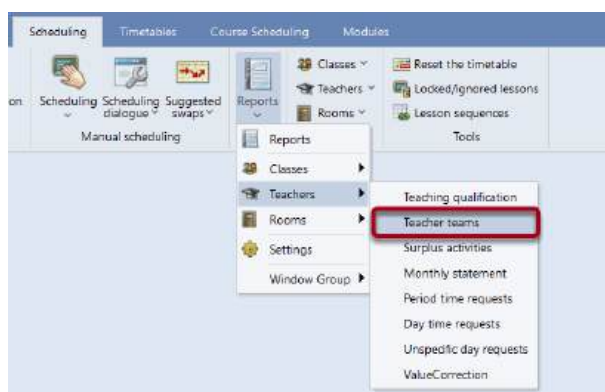 Scheduling Timetables Course Scheduling Modules
on Scheduling Scheduling dialogue Suggested swaps
Manual scheduling
Reports
Classes
Teachers
Rooms
Reset the timetable
Locked/ignored lessons
Lesson sequences
Tools
Reports
Classes
Teachers
Rooms
Settings
Window Group
Teaching qualification
Teacher teams
Surplus activities
Monthly statement
Period time requests
Day time requests
Unspecific day requests
ValueCorrection